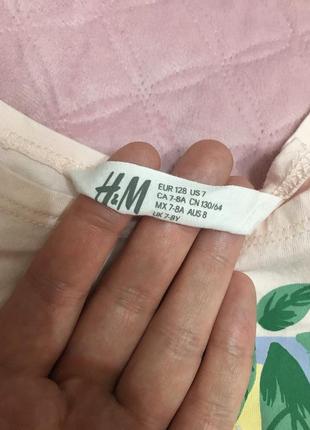 H&M
EUR 128 US 7
CA 7-8A CN 130/64
MX 7-8A AUS 8
UK 7-8Y